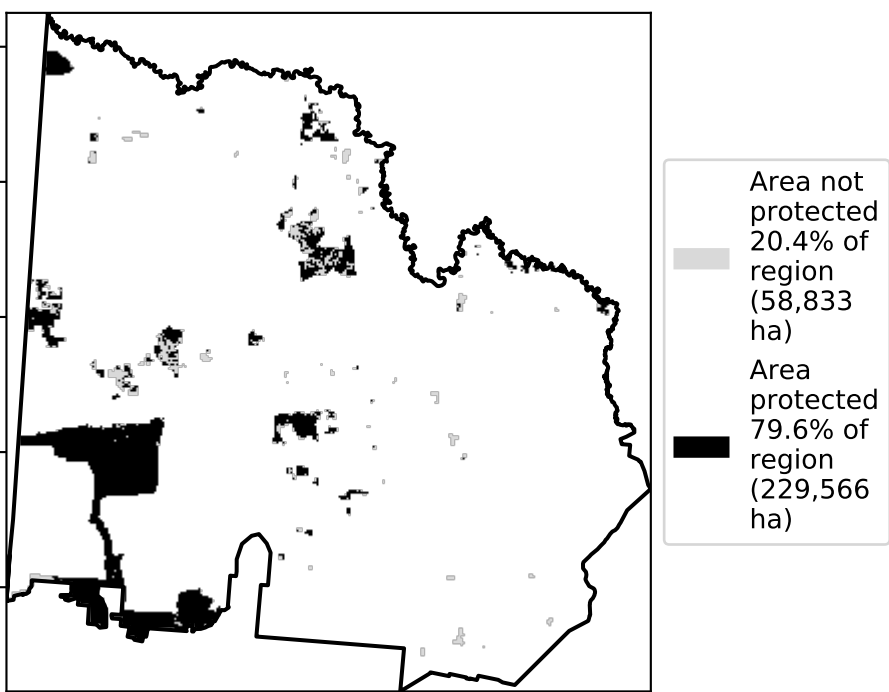 Area not
protected
20.4% of
region
(58,833
ha)
Area
protected
79.6% of
region
(229,566
ha)